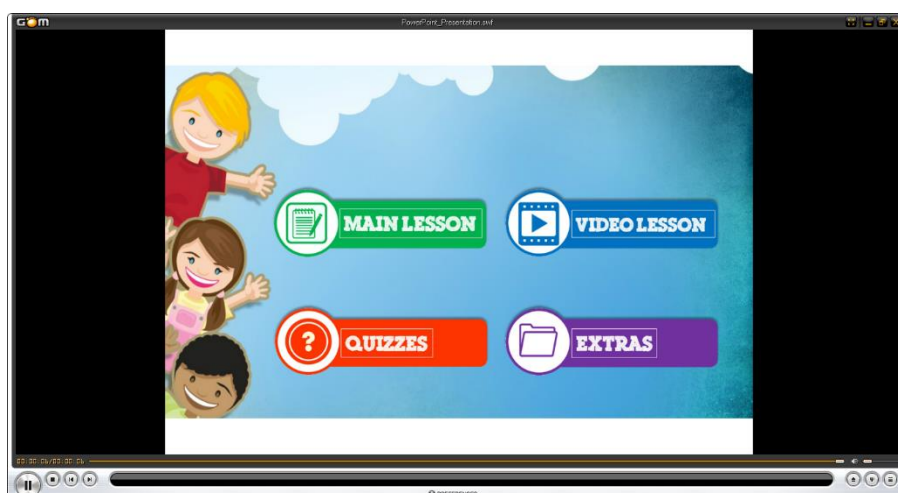 GOM
PowerPoint_Presentation.swf
MAIN LESSON
VIDEO LESSON
?
QUIZZES
EXTRAS